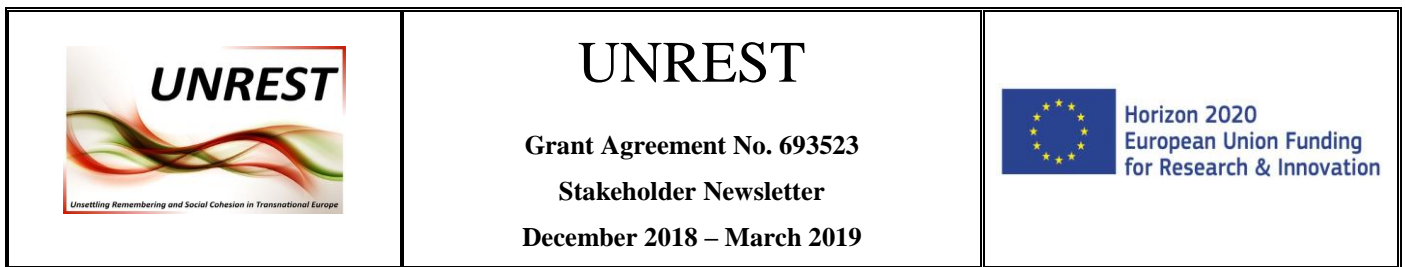 UNREST
Unsettling Remembering and Social Cohesion in Transnational Europe
UNREST
Grant Agreement No. 693523
Stakeholder Newsletter
December 2018 – March 2019
Horizon 2020
European Union Funding
for Research & Innovation